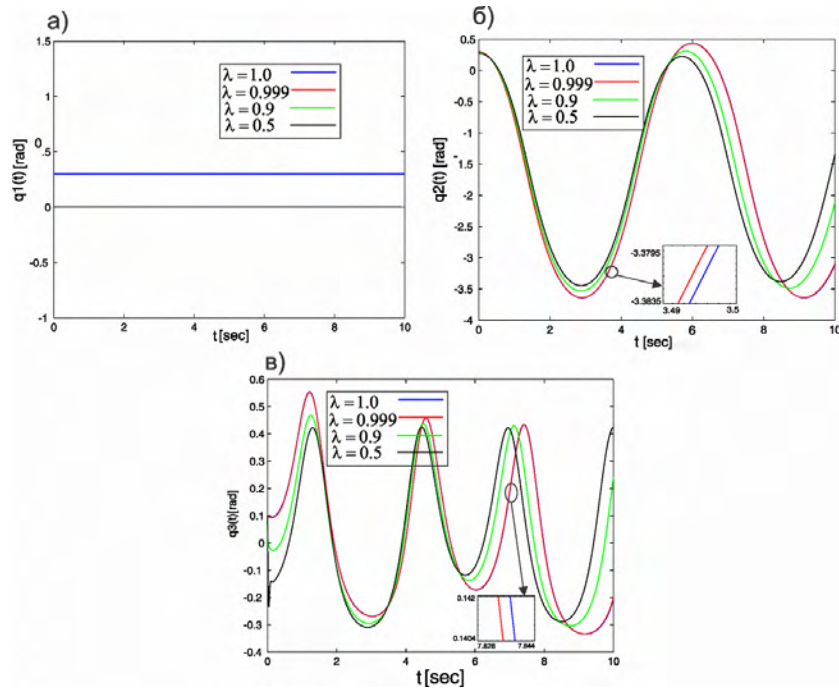 а)
1.5
1
0.5
0
-0.5
-1
q1(t) [rad]
λ = 1.0
λ = 0.999
λ = 0.9
λ = 0.5
0 2 4 6 8 10
t[sec]
б)
0.5
0
-0.5
-1
-1.5
-2
-2.5
-3
-3.5
-4
q2(t) [rad]
λ = 1.0
λ = 0.999
λ = 0.9
λ = 0.5
-3.3795
-3.3835
3.49 3.5
0 2 4 6 8 10
t [sec]
в)
0.6
0.5
0.4
0.3
0.2
0.1
0
-0.1
-0.2
-0.3
-0.4
q3(t) [rad]
λ = 1.0
λ = 0.999
λ = 0.9
λ = 0.5
0.142
0.1404
7.826 7.844
0 2 4 6 8 10
t [sec]